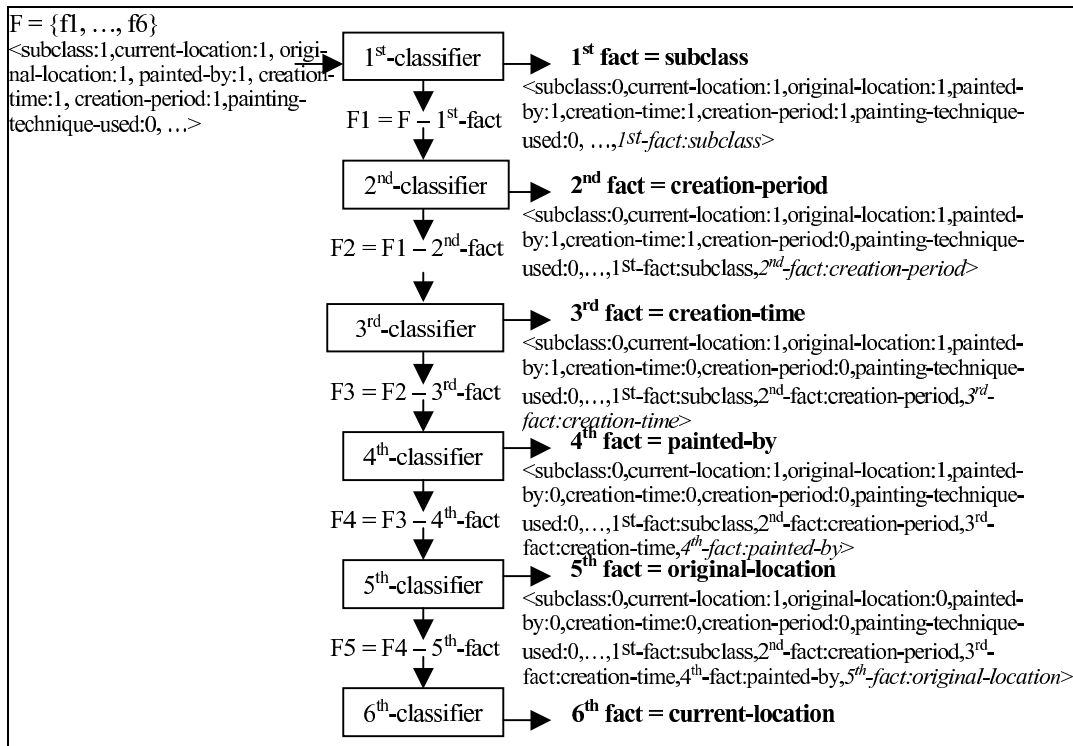 F = {f1, …, f6}
<subclass:1,current-location:1, origi-
nal-location:1, painted-by:1, creation-
time:1, creation-period:1,painting-
technique-used:0, …>
1st-classifier
1st fact = subclass
<subclass:0,current-location:1,original-location:1,painted-
by:1,creation-time:1,creation-period:1,painting-technique-
used:0, …,1st-fact:subclass>
F1 = F – 1st-fact
2nd-classifier
2nd fact = creation-period
<subclass:0,current-location:1,original-location:1,painted-
by:1,creation-time:1,creation-period:0,painting-technique-
used:0,…,1st-fact:subclass,2nd-fact:creation-period>
F2 = F1 – 2nd-fact
3rd-classifier
3rd fact = creation-time
<subclass:0,current-location:1,original-location:1,painted-
by:1,creation-time:0,creation-period:0,painting-technique-
used:0,…,1st-fact:subclass,2nd-fact:creation-period,3rd-
fact:creation-time>
F3 = F2 – 3rd-fact
4th-classifier
4th fact = painted-by
<subclass:0,current-location:1,original-location:1,painted-
by:0,creation-time:0,creation-period:0,painting-technique-
used:0,…,1st-fact:subclass,2nd-fact:creation-period,3rd-
fact:creation-time,4th-fact:painted-by>
F4 = F3 – 4th-fact
5th-classifier
5th fact = original-location
<subclass:0,current-location:1,original-location:0,painted-
by:0,creation-time:0,creation-period:0,painting-technique-
used:0,…,1st-fact:subclass,2nd-fact:creation-period,3rd-
fact:creation-time,4th-fact:painted-by,5th-fact:original-location>
F5 = F4 – 5th-fact
6th-classifier
6th fact = current-location